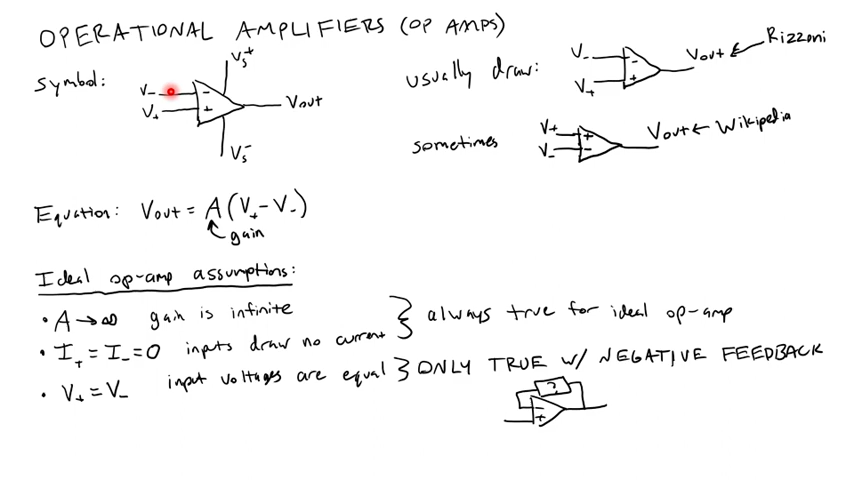 OPERATIONAL AMPLIFIERS (OP AMPS)
Symbol:
Vs+
V-
V+
-
+
Vout
Vs-
usually draw:
V-
V+
-
+
Vout ← Rizzoni
sometimes
V+
V-
+
-
Vout ← Wikipedia
Equation: Vout = A(V+ - V-)
gain
Ideal op-amp assumptions:
• A → ∞ gain is infinite
• I+ = I- = 0 inputs draw no current
} always true for ideal op-amp
• V+ = V- input voltages are equal } ONLY TRUE w/ NEGATIVE FEEDBACK
?
-
+